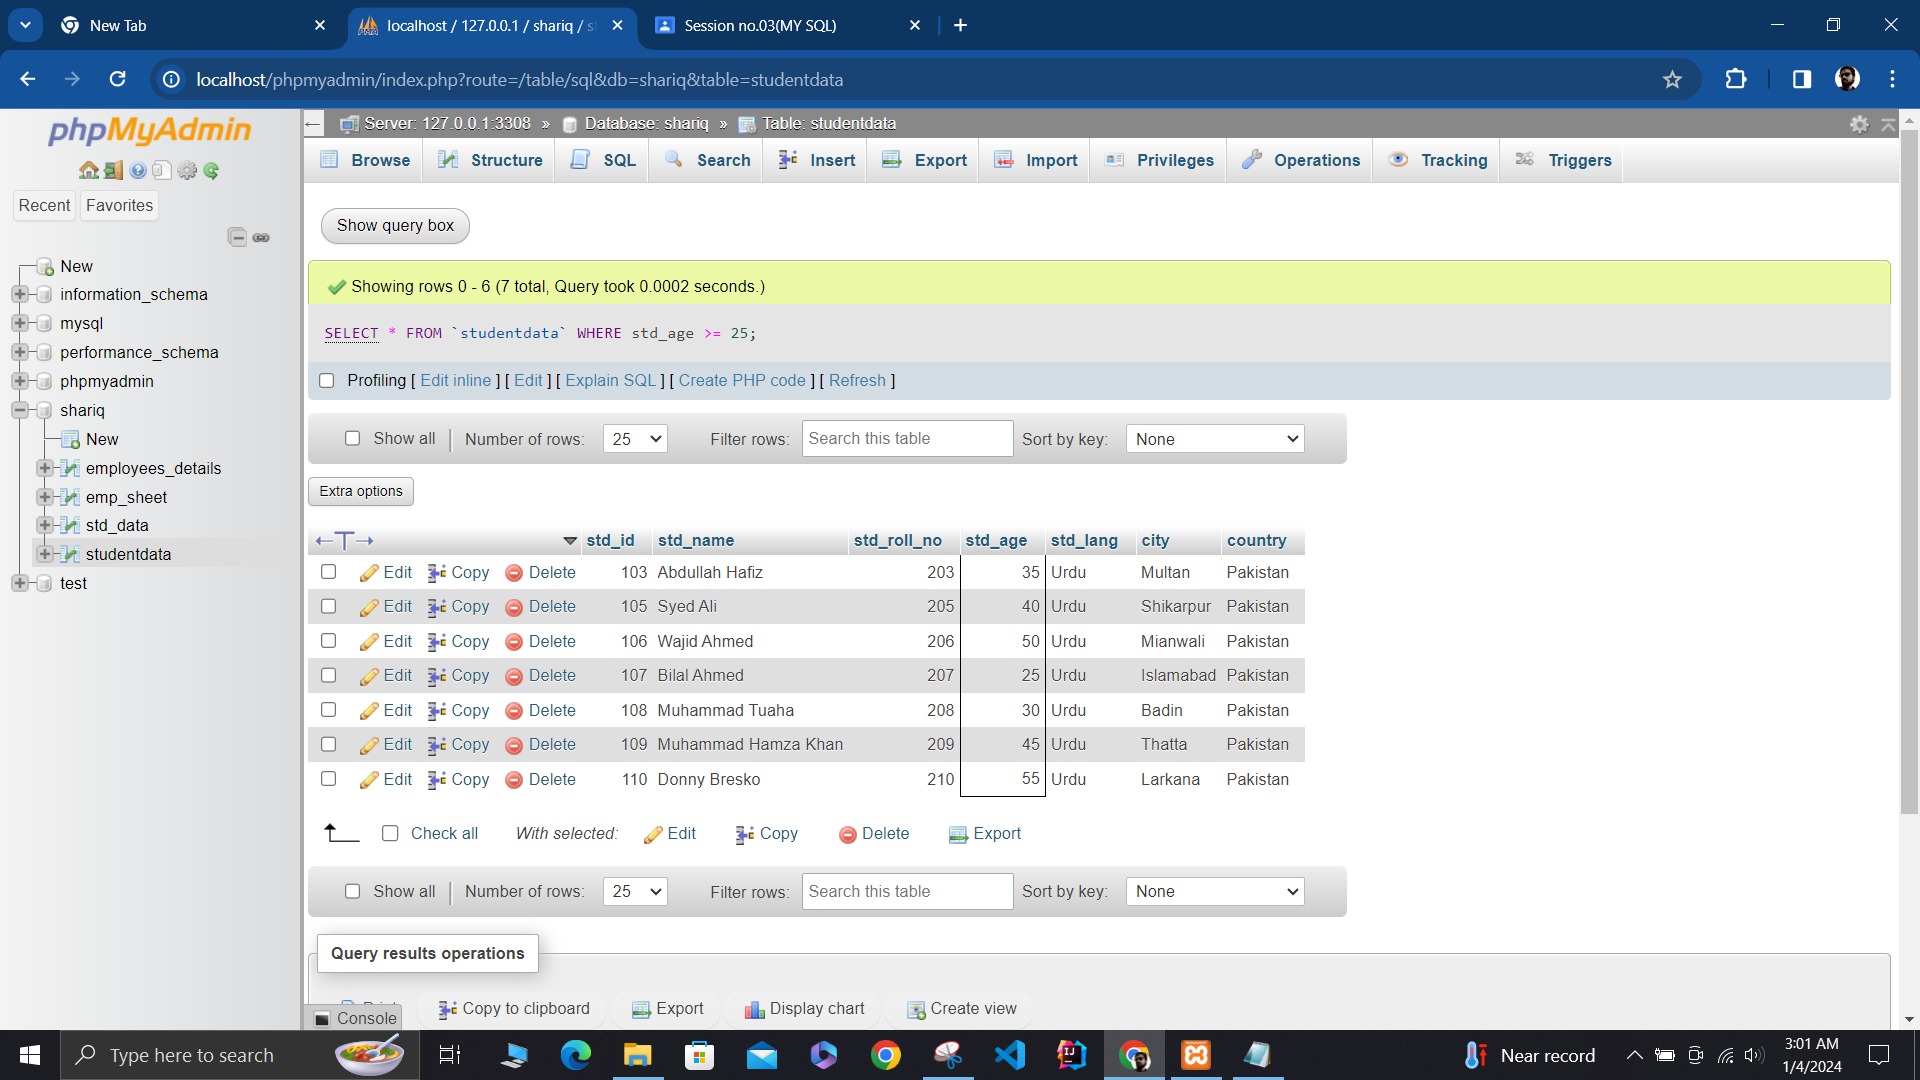 New Tab
localhost / 127.0.0.1 / shariq / s
Session no.03(MY SQL)
localhost/phpmyadmin/index.php?route=/table/sql&db=shariq&table=studentdata
phpMyAdmin
Recent
Favorites
New
information_schema
mysql
performance_schema
phpmyadmin
shariq
New
employees_details
emp_sheet
std_data
studentdata
test
Server: 127.0.0.1:3308 » Database: shariq » Table: studentdata
Browse Structure SQL Search Insert Export Import Privileges Operations Tracking Triggers
Show query box
Showing rows 0 - 6 (7 total, Query took 0.0002 seconds.)
SELECT * FROM `studentdata` WHERE std_age >= 25;
Profiling [ Edit inline ] [ Edit ] [ Explain SQL ] [ Create PHP code ] [ Refresh ]
Show all Number of rows: 25 Filter rows: Search this table Sort by key: None
Extra options
std_id std_name std_roll_no std_age std_lang city country
Edit Copy Delete 103 Abdullah Hafiz 203 35 Urdu Multan Pakistan
Edit Copy Delete 105 Syed Ali 205 40 Urdu Shikarpur Pakistan
Edit Copy Delete 106 Wajid Ahmed 206 50 Urdu Mianwali Pakistan
Edit Copy Delete 107 Bilal Ahmed 207 25 Urdu Islamabad Pakistan
Edit Copy Delete 108 Muhammad Tuaha 208 30 Urdu Badin Pakistan
Edit Copy Delete 109 Muhammad Hamza Khan 209 45 Urdu Thatta Pakistan
Edit Copy Delete 110 Donny Bresko 210 55 Urdu Larkana Pakistan
Check all With selected: Edit Copy Delete Export
Show all Number of rows: 25 Filter rows: Search this table Sort by key: None
Query results operations
Print Copy to clipboard Export Display chart Create view
Console
Type here to search
Near record
3:01 AM
1/4/2024